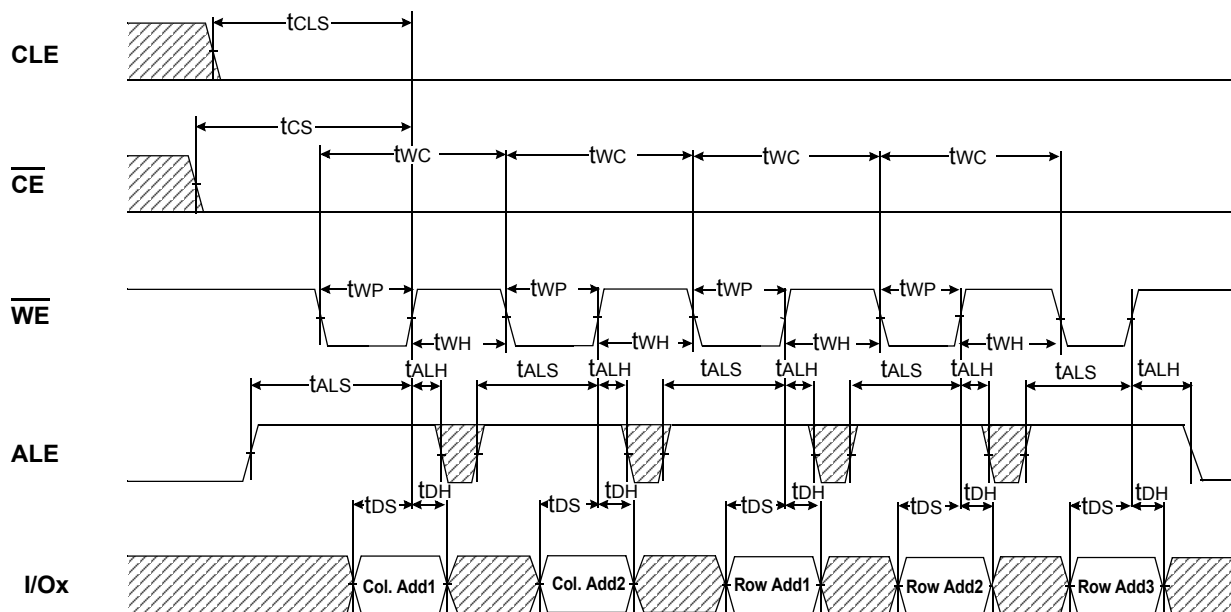 tCLS
CLE
tCS
tWC tWC tWC tWC
CE
tWP tWP tWP tWP
WE
tWH tWH tWH tWH
tALS tALH tALS tALH tALS tALH tALS tALH tALS tALH
ALE
tDS tDH tDS tDH tDS tDH tDS tDH tDS tDH
I/Ox Col. Add1 Col. Add2 Row Add1 Row Add2 Row Add3